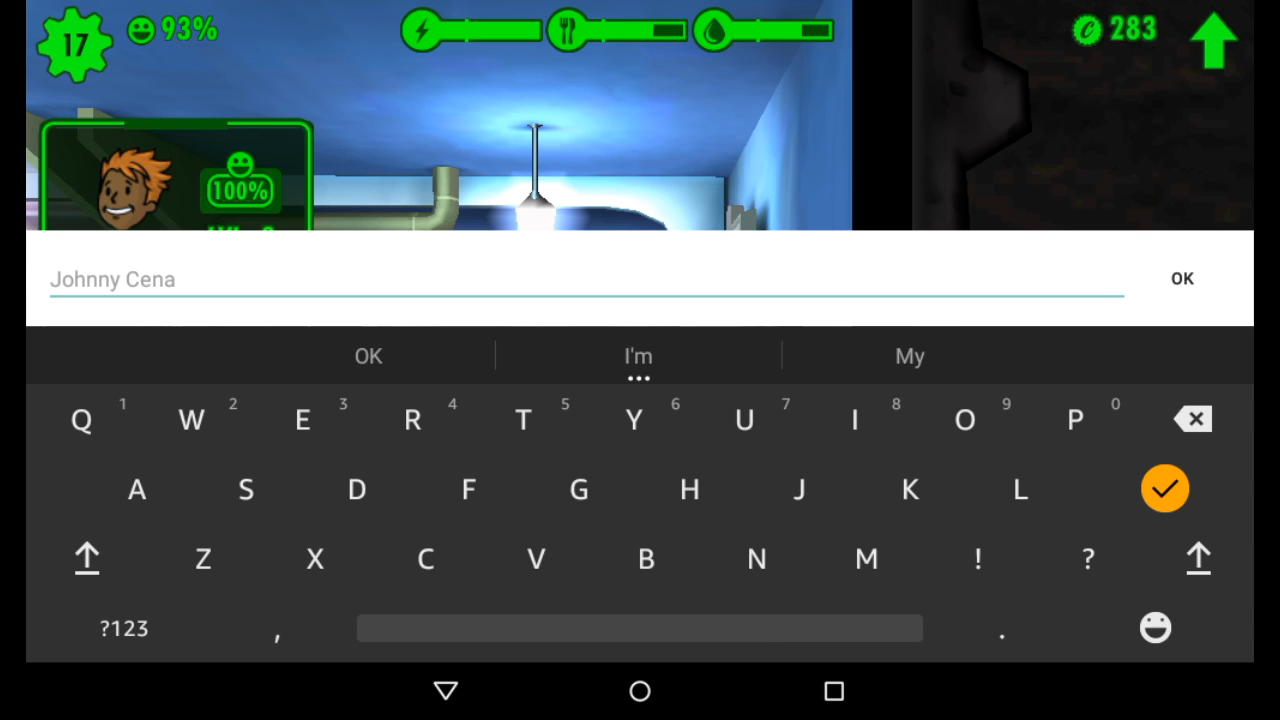 17 93% 283
100%
Johnny Cena OK
OK I'm My
Q 1 W 2 E 3 R 4 T 5 Y 6 U 7 I 8 O 9 P 0
A S D F G H J K L
Z X C V B N M ! ?
?123 , .